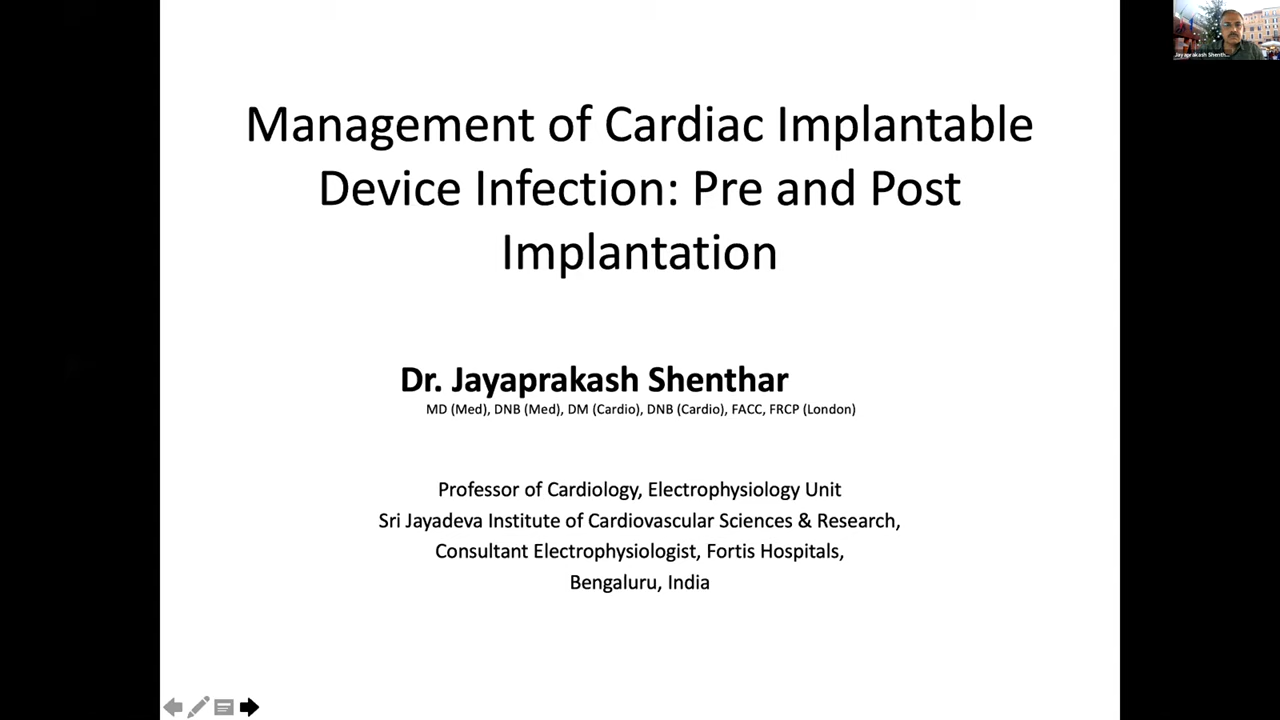 Jayaprakash Shenth...
Management of Cardiac Implantable
Device Infection: Pre and Post
Implantation
Dr. Jayaprakash Shenthar
MD (Med), DNB (Med), DM (Cardio), DNB (Cardio), FACC, FRCP (London)
Professor of Cardiology, Electrophysiology Unit
Sri Jayadeva Institute of Cardiovascular Sciences & Research,
Consultant Electrophysiologist, Fortis Hospitals,
Bengaluru, India